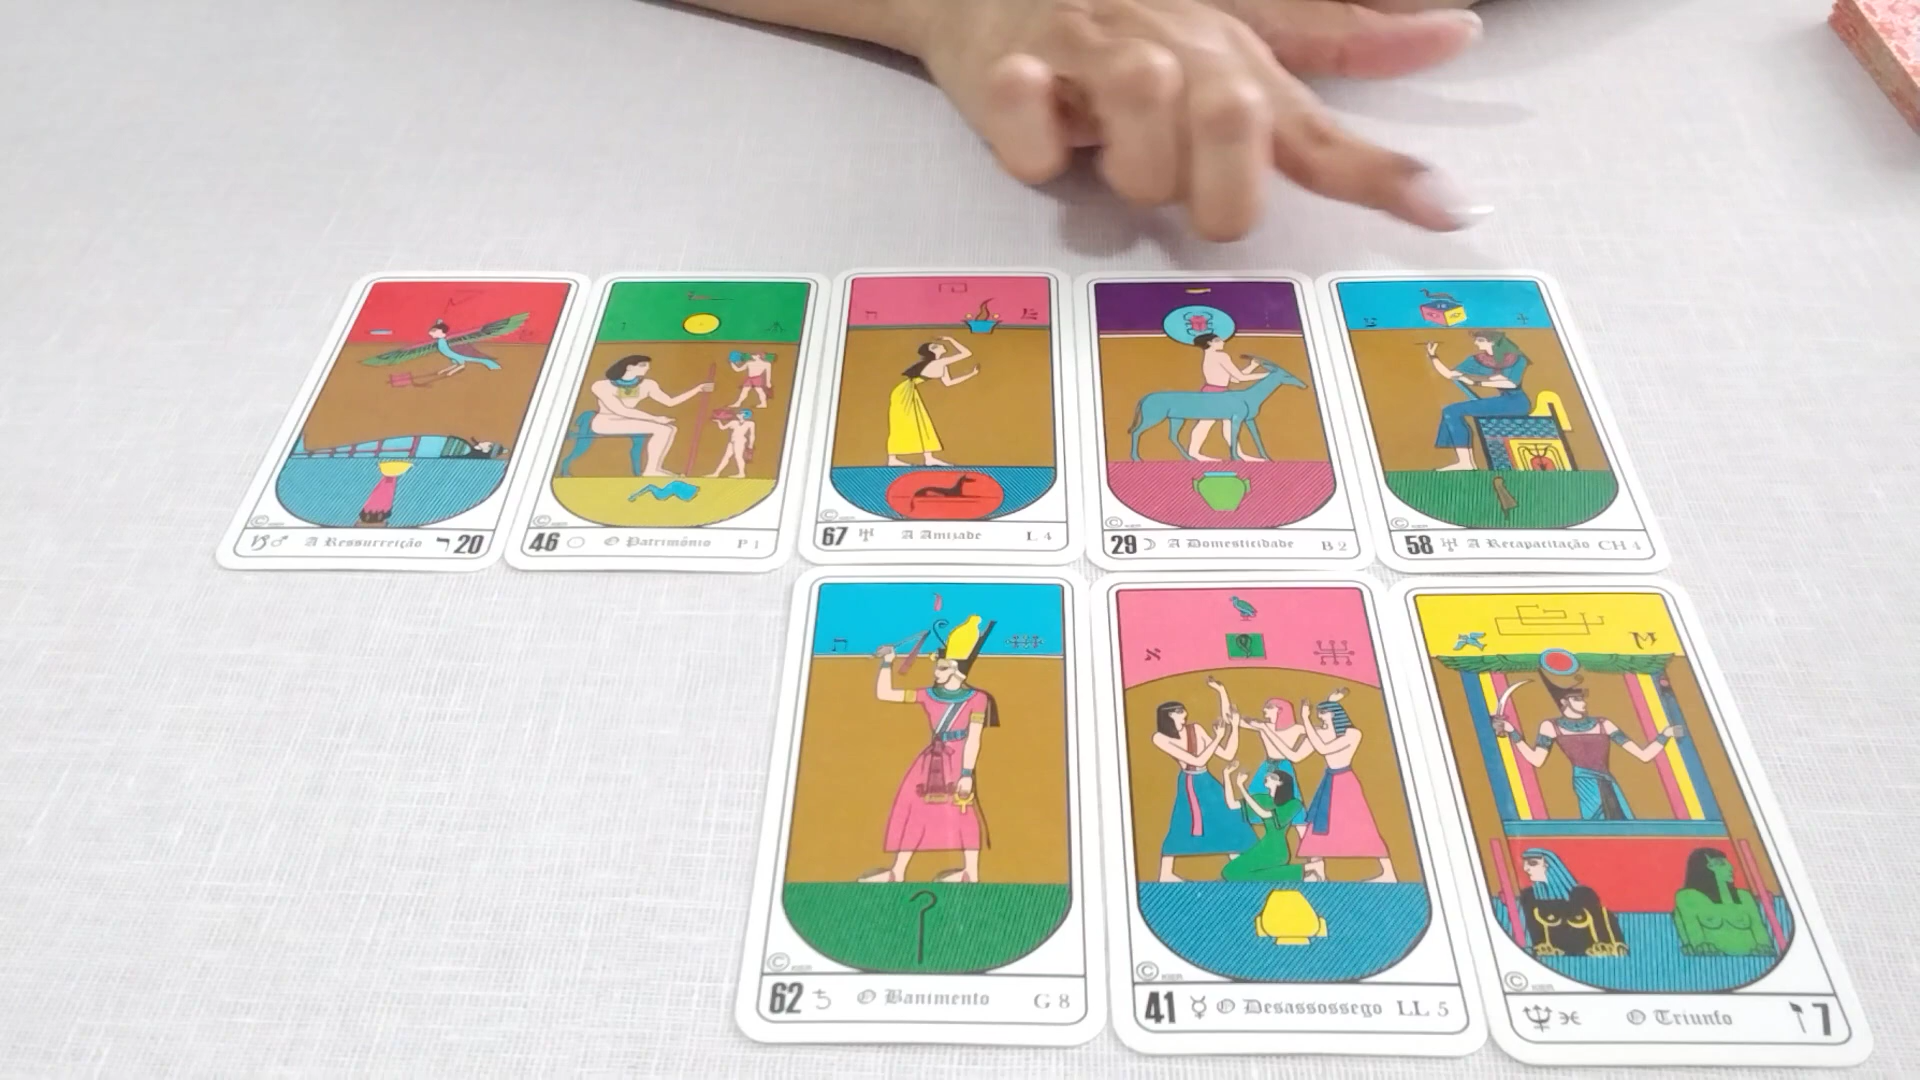 20 A Ressurreição
46 O Patrimônio P 1
67 A Amizade L 4
29 A Domesticidade B 2
58 A Recapacitação CH 4
62 O Banimento G 8
41 O Desassossego LL 5
O Triunfo 7